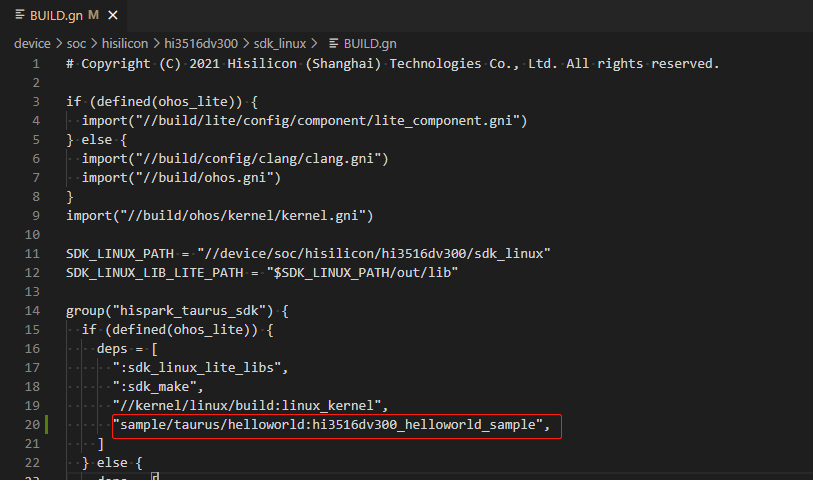 BUILD.gn M ×
device > soc > hisilicon > hi3516dv300 > sdk_linux > BUILD.gn
1 # Copyright (C) 2021 Hisilicon (Shanghai) Technologies Co., Ltd. All rights reserved.
2
3 if (defined(ohos_lite)) {
4   import("//build/lite/config/component/lite_component.gni")
5 } else {
6   import("//build/config/clang/clang.gni")
7   import("//build/ohos.gni")
8 }
9 import("//build/ohos/kernel/kernel.gni")
10
11 SDK_LINUX_PATH = "//device/soc/hisilicon/hi3516dv300/sdk_linux"
12 SDK_LINUX_LIB_LITE_PATH = "$SDK_LINUX_PATH/out/lib"
13
14 group("hispark_taurus_sdk") {
15   if (defined(ohos_lite)) {
16     deps = [
17       ":sdk_linux_lite_libs",
18       ":sdk_make",
19       "//kernel/linux/build:linux_kernel",
20       "sample/taurus/helloworld:hi3516dv300_helloworld_sample",
21     ]
22   } else {